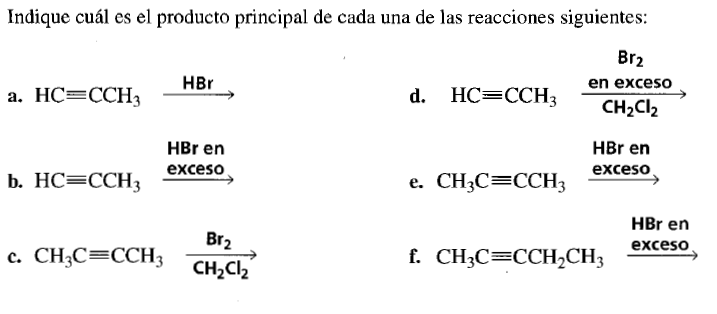 Indique cuál es el producto principal de cada una de las reacciones siguientes:
a. HC≡CCH₃ HBr
b. HC≡CCH₃ HBr en exceso
c. CH₃C≡CCH₃ Br₂ CH₂Cl₂
d. HC≡CCH₃ Br₂ en exceso CH₂Cl₂
e. CH₃C≡CCH₃ HBr en exceso
f. CH₃C≡CCH₂CH₃ HBr en exceso